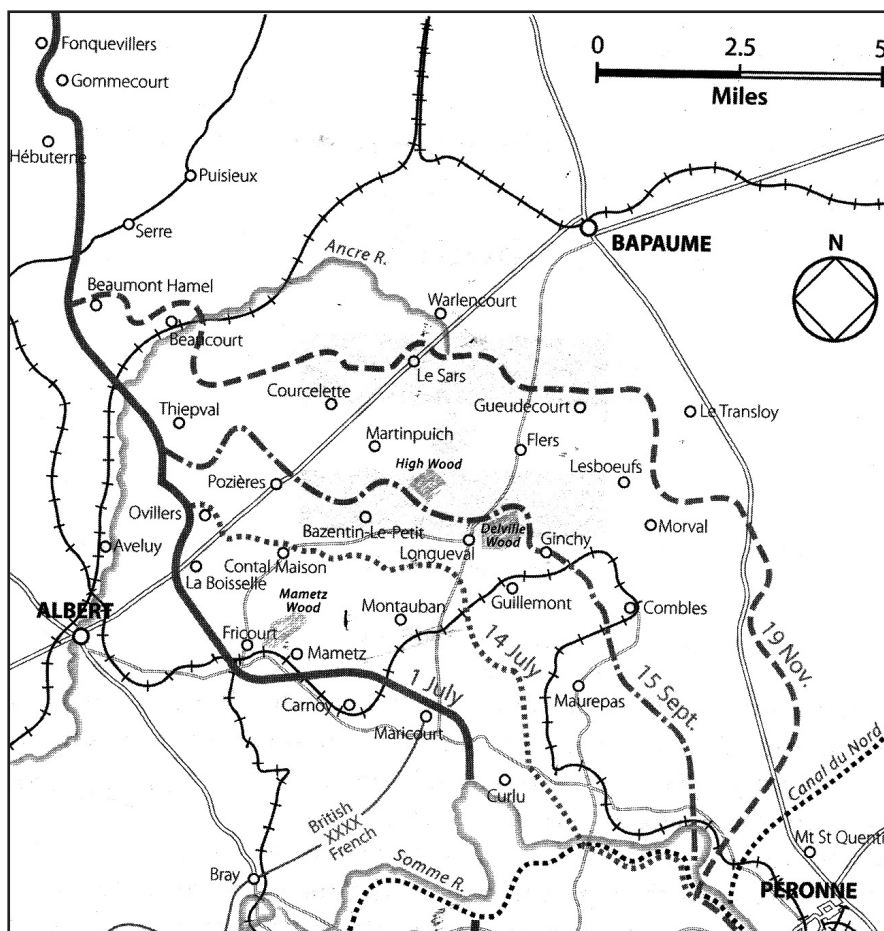 Fonquevillers
0 2.5 5
Miles
Gommecourt
Hébuterne
Puisieux
Serre
BAPAUME
N
Ancre R.
Beaumont Hamel
Warlencourt
Beaucourt
Le Sars
Courcelette
Gueudecourt
Le Transloy
Thiepval
Martinpuich
Flers
High Wood
Lesboeufs
Pozières
Ovillers
Bazentin-Le-Petit
Delville
Wood
Morval
Aveluy
Contal Maison
Longueval
Ginchy
La Boisselle
Mametz
Wood
Guillemont
ALBERT
Montauban
Combles
Fricourt
Mametz
14 July
19 Nov.
1 July
15 Sept.
Maurepas
Carnoy
Maricourt
Canal du Nord
Curlu
British
XXXX
French
Mt St Quenti
Bray
Somme R.
PÉRONNE